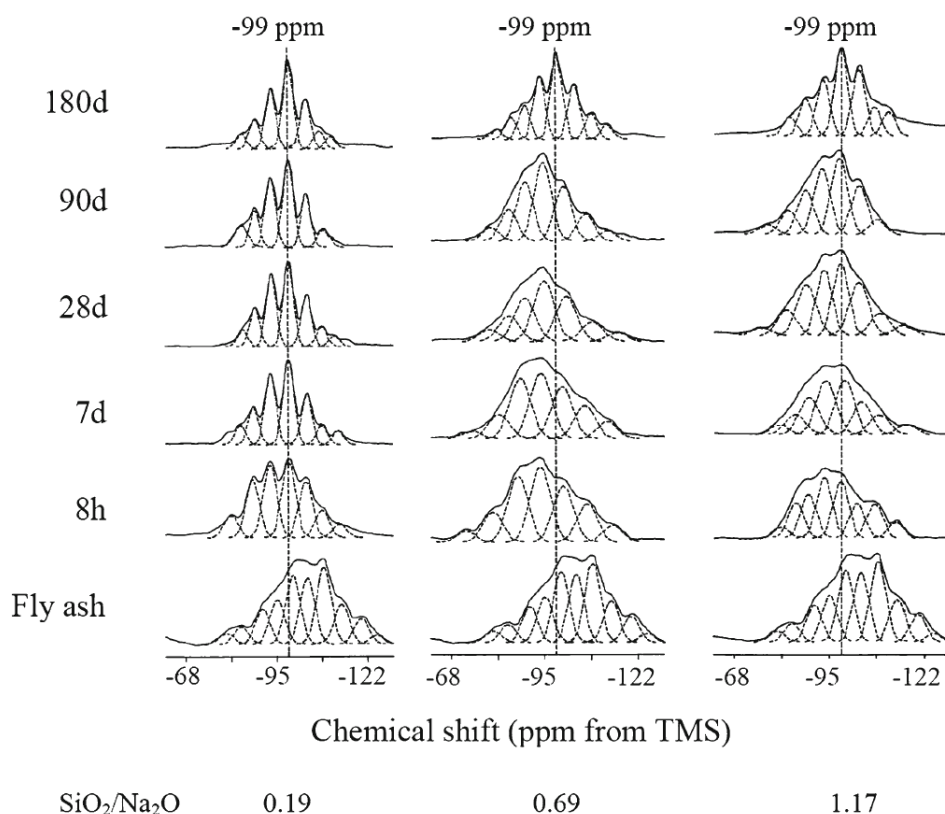 -99 ppm -99 ppm -99 ppm
180d
90d
28d
7d
8h
Fly ash
-68 -95 -122 -68 -95 -122 -68 -95 -122
Chemical shift (ppm from TMS)
SiO₂/Na₂O 0.19 0.69 1.17